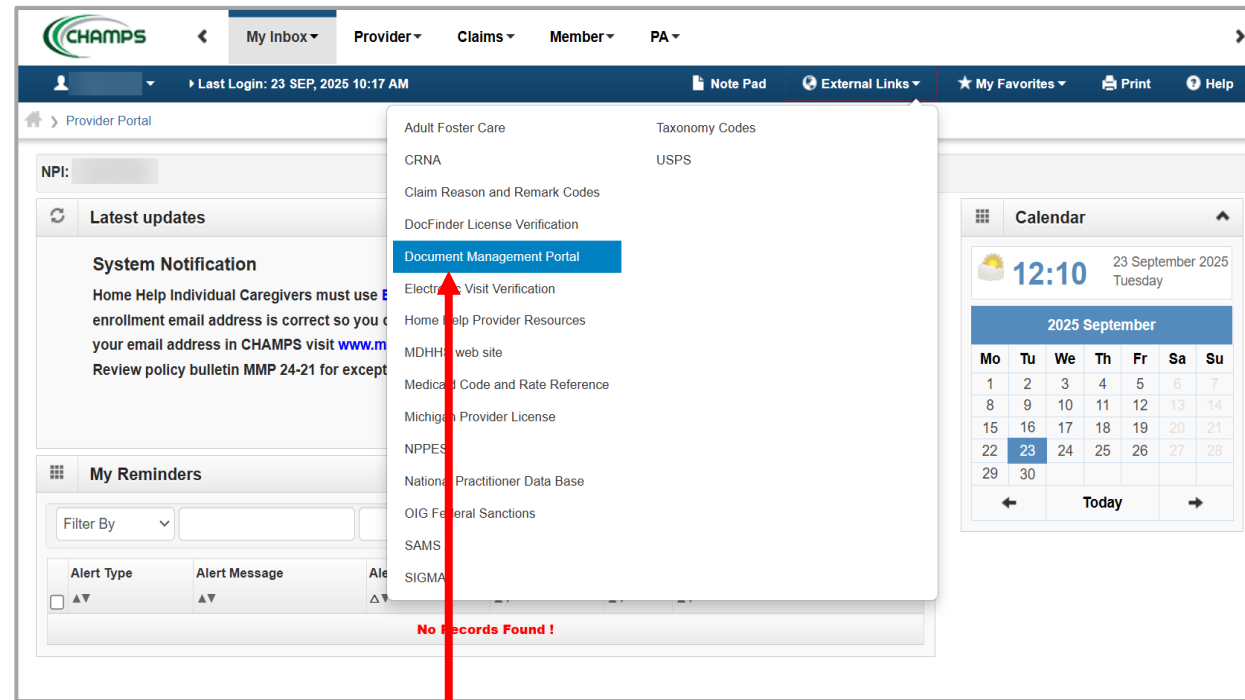 CHAMPS
My Inbox
Provider
Claims
Member
PA
Last Login: 23 SEP, 2025 10:17 AM
Note Pad
External Links
My Favorites
Print
Help
Provider Portal
Adult Foster Care
Taxonomy Codes
CRNA
USPS
Claim Reason and Remark Codes
DocFinder License Verification
Document Management Portal
Electronic Visit Verification
Home Help Provider Resources
MDHHS web site
Medicaid Code and Rate Reference
Michigan Provider License
NPPES
National Practitioner Data Base
OIG Federal Sanctions
SAMS
SIGMA
NPI:
Latest updates
System Notification
Home Help Individual Caregivers must use
enrollment email address is correct so you
your email address in CHAMPS visit www.m
Review policy bulletin MMP 24-21 for except
My Reminders
Filter By
Alert Type
Alert Message
Ale
No Records Found !
Calendar
12:10
23 September 2025
Tuesday
2025 September
Mo Tu We Th Fr Sa Su
1 2 3 4 5 6 7
8 9 10 11 12 13 14
15 16 17 18 19 20 21
22 23 24 25 26 27 28
29 30
Today